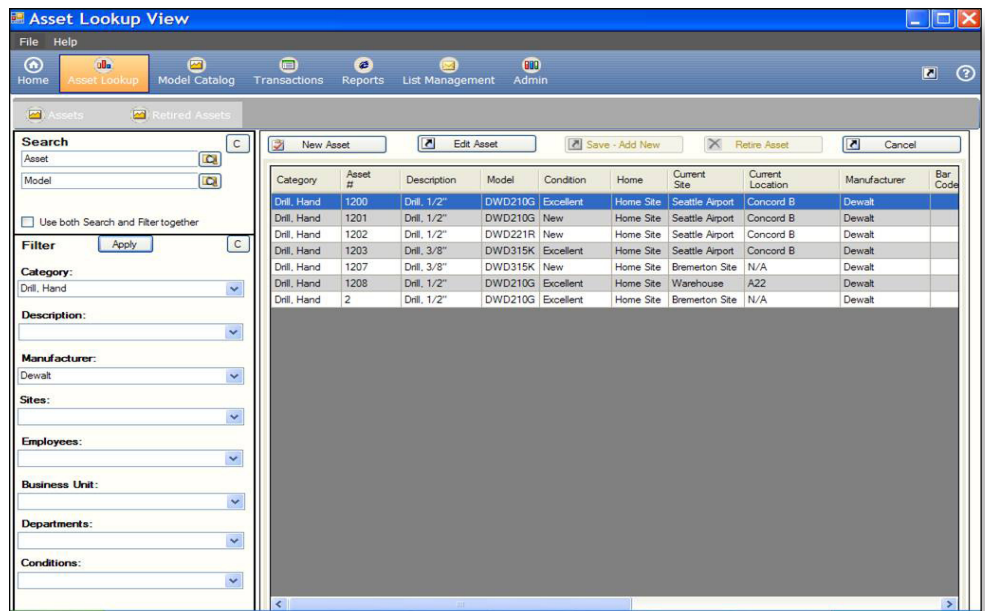 Asset Lookup View
File Help
Home Asset Lookup Model Catalog Transactions Reports List Management Admin
Assets Retired Assets
Search C
Asset
Model
Use both Search and Filter together
Filter Apply C
Category:
Drill, Hand
Description:
Manufacturer:
Dewalt
Sites:
Employees:
Business Unit:
Departments:
Conditions:
New Asset Edit Asset Save - Add New Retire Asset Cancel
Category Asset # Description Model Condition Home Current Site Current Location Manufacturer Bar Code
Drill, Hand 1200 Drill, 1/2" DWD210G Excellent Home Site Seattle Airport Concord B Dewalt
Drill, Hand 1201 Drill, 1/2" DWD210G New Home Site Seattle Airport Concord B Dewalt
Drill, Hand 1202 Drill, 1/2" DWD221R New Home Site Seattle Airport Concord B Dewalt
Drill, Hand 1203 Drill, 3/8" DWD315K Excellent Home Site Seattle Airport Concord B Dewalt
Drill, Hand 1207 Drill, 3/8" DWD315K New Home Site Bremerton Site N/A Dewalt
Drill, Hand 1208 Drill, 1/2" DWD210G Excellent Home Site Warehouse A22 Dewalt
Drill, Hand 2 Drill, 1/2" DWD210G Excellent Home Site Bremerton Site N/A Dewalt